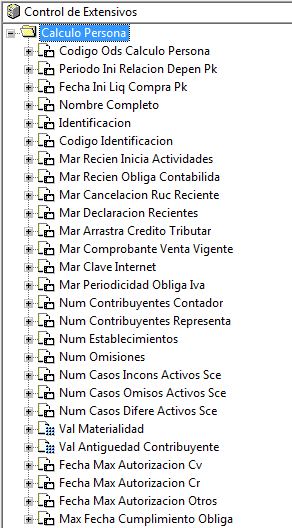 Control de Extensivos
Calculo Persona
Codigo Ods Calculo Persona
Periodo Ini Relacion Depen Pk
Fecha Ini Liq Compra Pk
Nombre Completo
Identificacion
Codigo Identificacion
Mar Recien Inicia Actividades
Mar Recien Obliga Contabilida
Mar Cancelacion Ruc Reciente
Mar Declaracion Recientes
Mar Arrastra Credito Tributar
Mar Comprobante Venta Vigente
Mar Clave Internet
Mar Periodicidad Obliga Iva
Num Contribuyentes Contador
Num Contribuyentes Representa
Num Establecimientos
Num Omisiones
Num Casos Incons Activos Sce
Num Casos Omisos Activos Sce
Num Casos Difere Activos Sce
Val Materialidad
Val Antiguedad Contribuyente
Fecha Max Autorizacion Cv
Fecha Max Autorizacion Cr
Fecha Max Autorizacion Otros
Max Fecha Cumplimiento Obliga